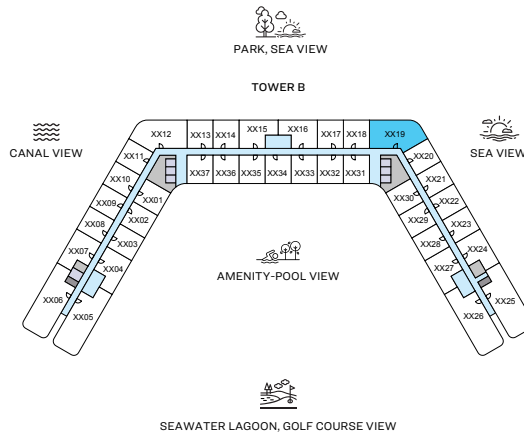 PARK, SEA VIEW
TOWER B
CANAL VIEW
SEA VIEW
XX12
XX13
XX14
XX15
XX16
XX17
XX18
XX19
XX11
XX20
XX10
XX37
XX36
XX35
XX34
XX33
XX32
XX31
XX21
XX09
XX01
XX30
XX22
XX08
XX02
XX29
XX23
XX07
XX03
XX28
XX24
XX04
XX27
XX06
XX25
XX05
XX26
AMENITY-POOL VIEW
SEAWATER LAGOON, GOLF COURSE VIEW